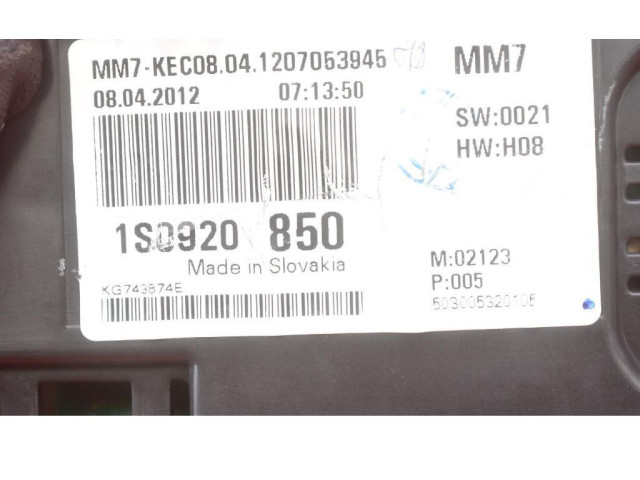 MM7-KEC08.04.1207053945 MM7
08.04.2012 07:13:50
SW:0021
HW:H08
1S0920 850
Made in Slovakia
M:02123
KG743874E
P:005
503005320105